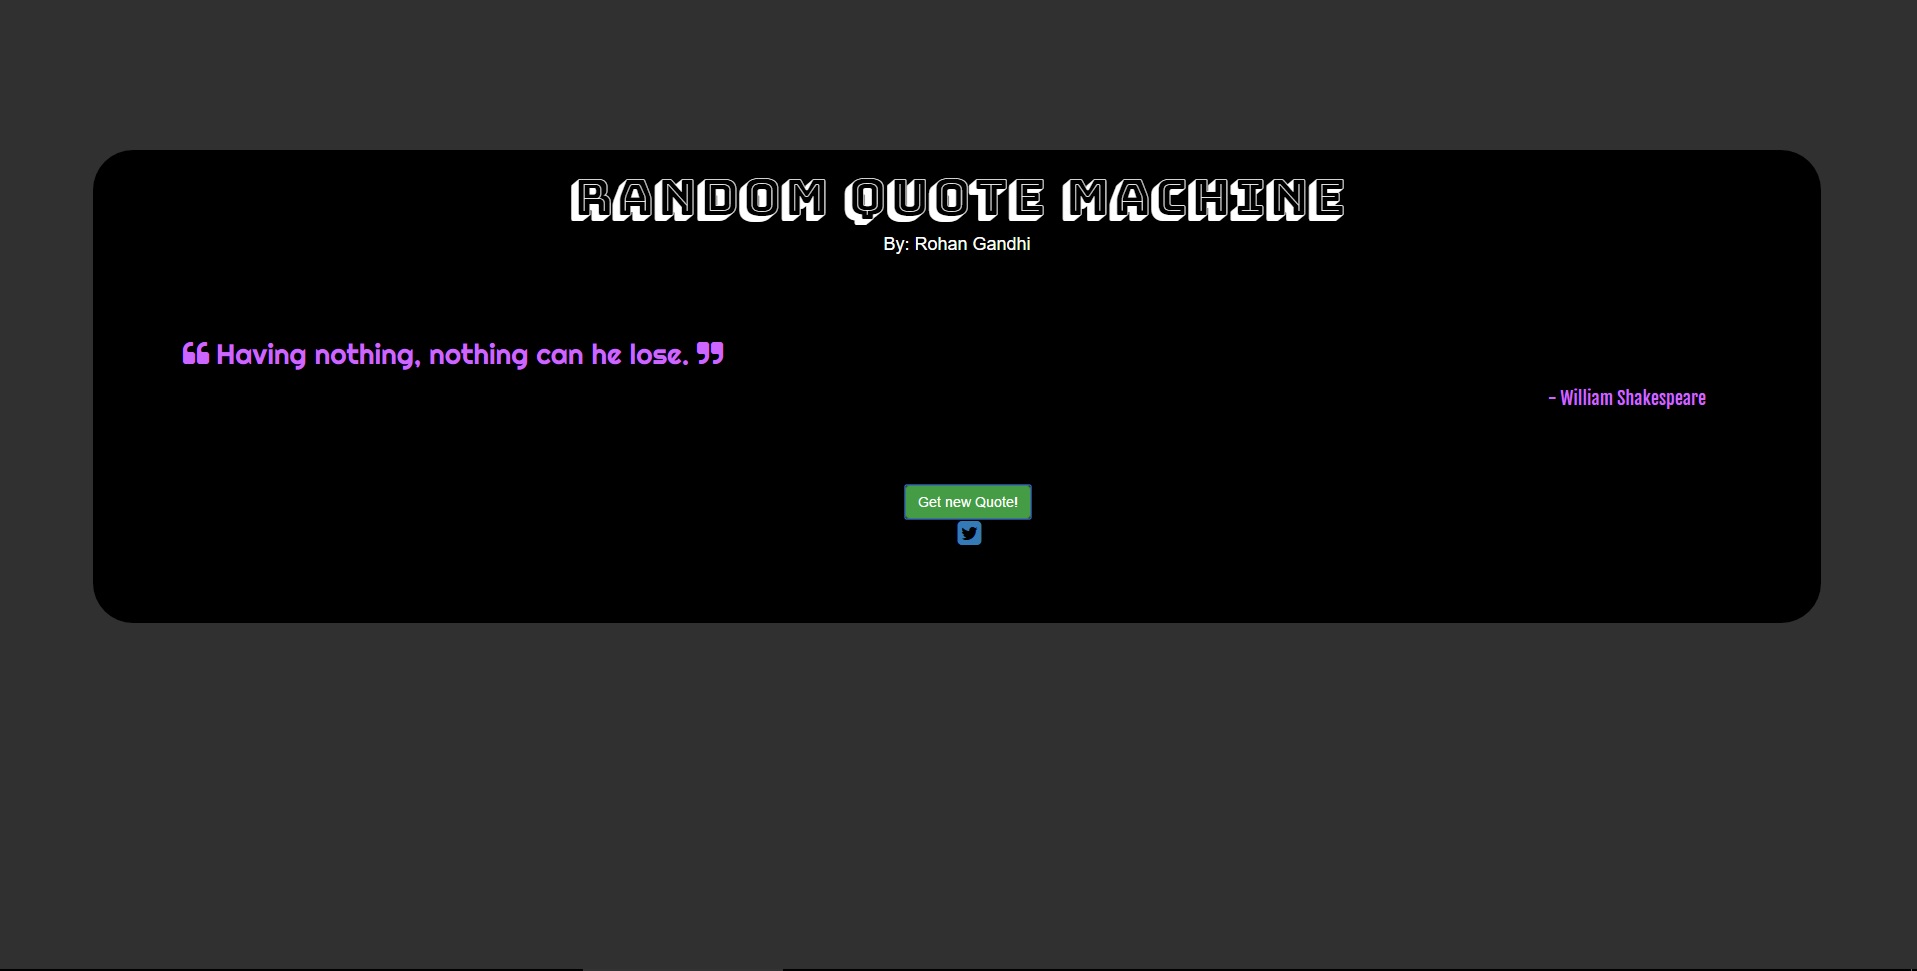 RANDOM QUOTE MACHINE
By: Rohan Gandhi
“ Having nothing, nothing can he lose. ”
- William Shakespeare
Get new Quote!